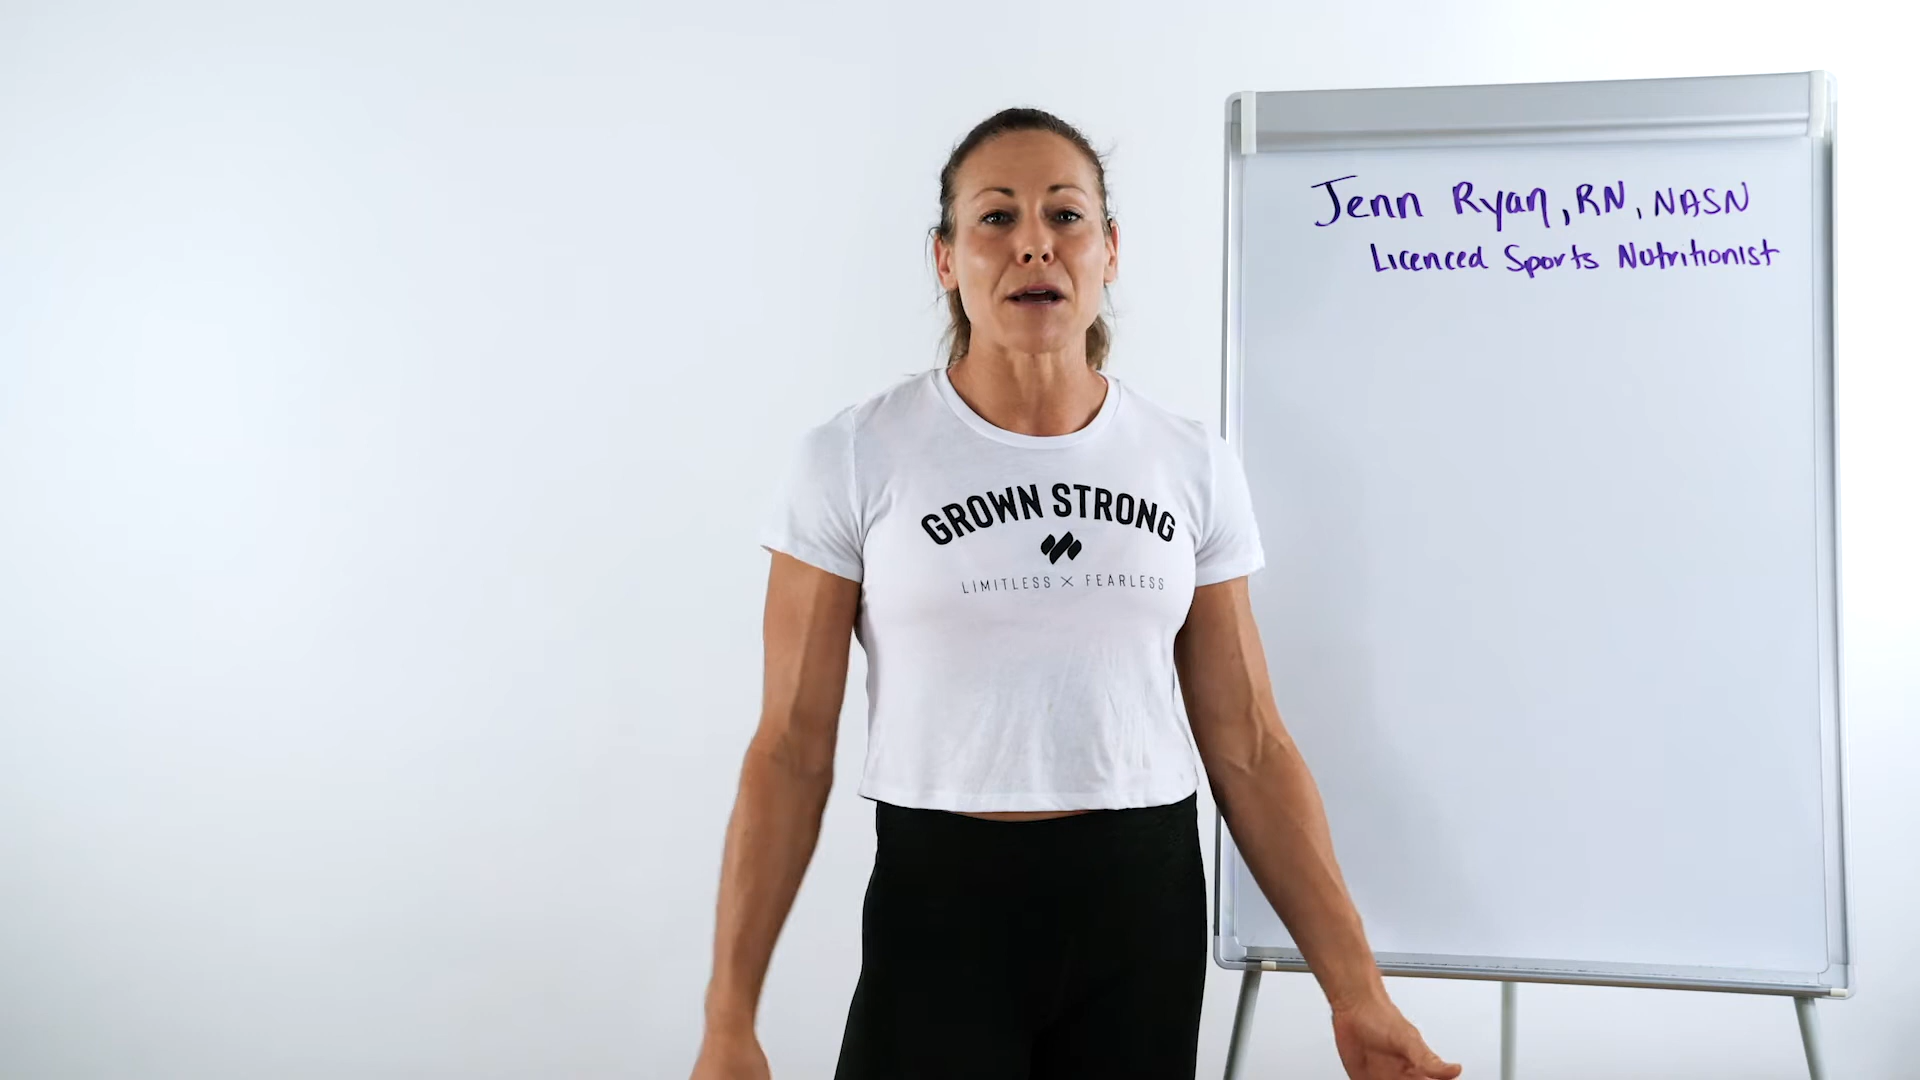 Jenn Ryan, RN, NASN
Licenced Sports Nutritionist
GROWN STRONG
LIMITLESS X FEARLESS